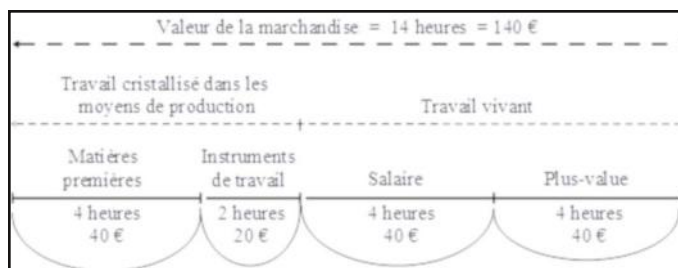 Valeur de la marchandise = 14 heures = 140 €
Travail cristallisé dans les
moyens de production
Travail vivant
Matières
premières
Instruments
de travail
Salaire
Plus-value
4 heures
40 €
2 heures
20 €
4 heures
40 €
4 heures
40 €